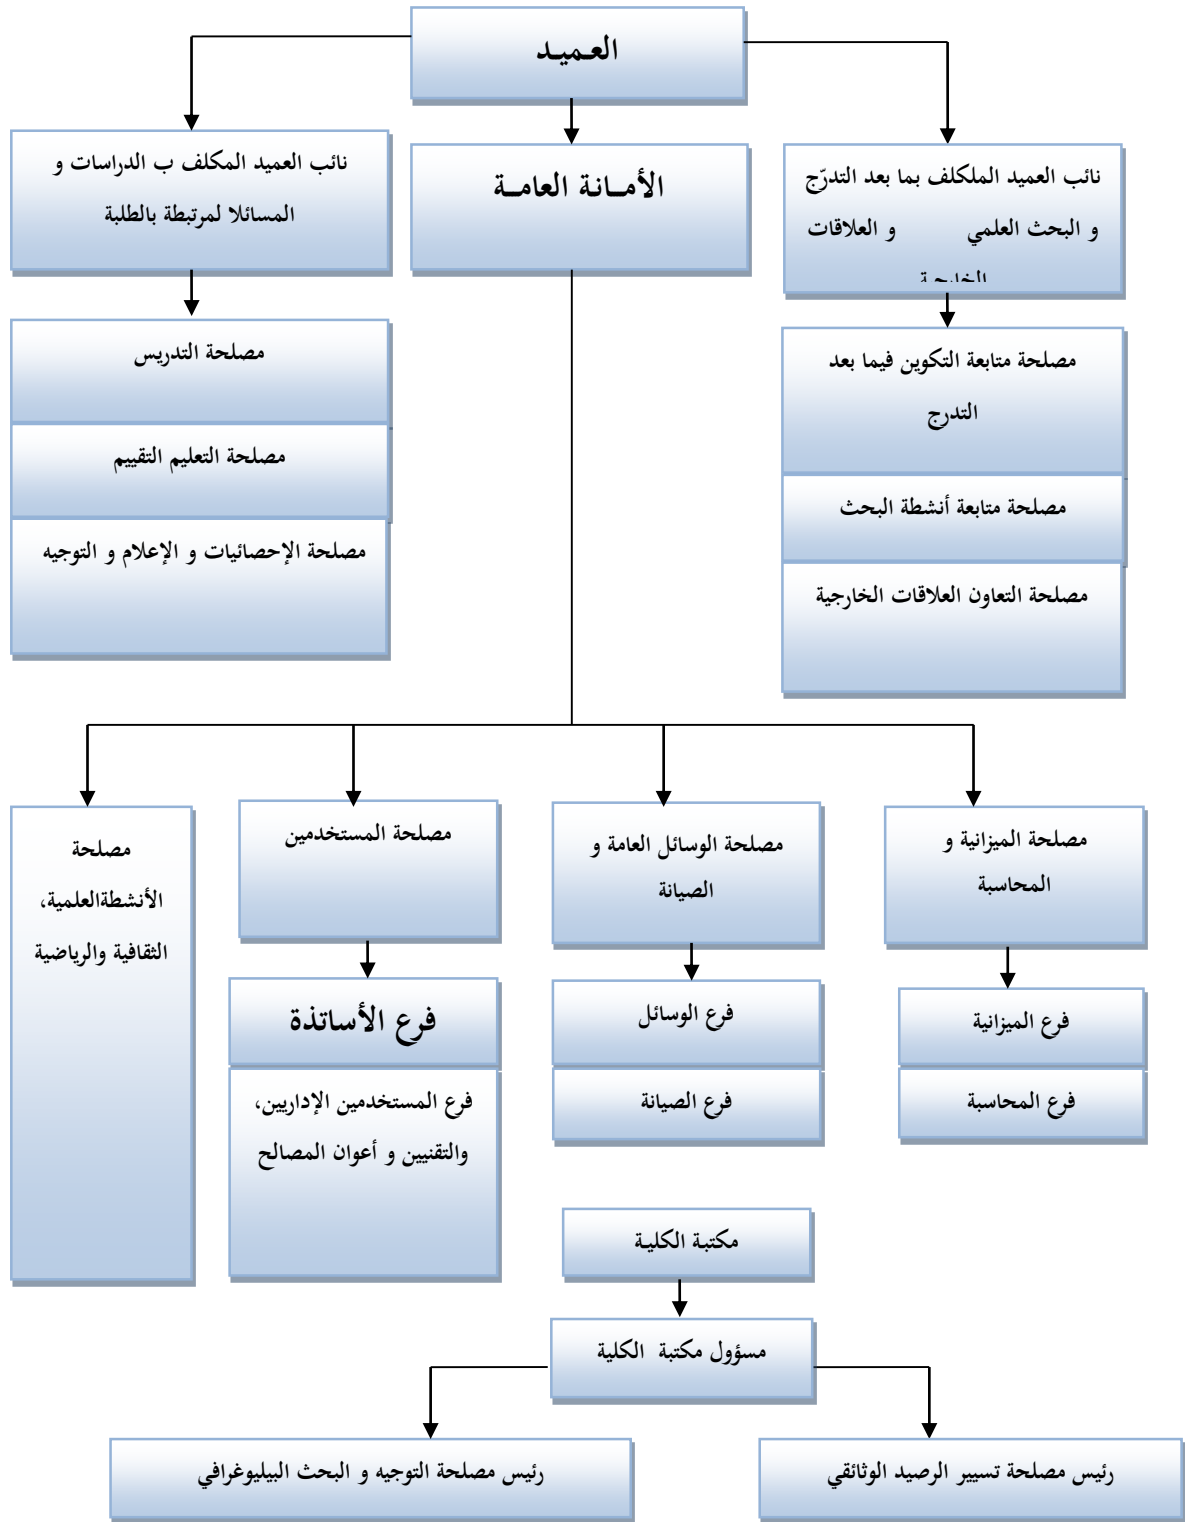 العميد
نائب العميد الملكلف بما بعد التدرّج
و البحث العلمي و العلاقات
الخارجية
الأمانة العامة
نائب العميد المكلف ب الدراسات و
المسائلا لمرتبطة بالطلبة
مصلحة متابعة التكوين فيما بعد
التدرج
مصلحة متابعة أنشطة البحث
مصلحة التعاون العلاقات الخارجية
مصلحة التدريس
مصلحة التعليم التقييم
مصلحة الإحصائيات و الإعلام و التوجيه
مصلحة الميزانية و
المحاسبة
فرع الميزانية
فرع المحاسبة
مصلحة الوسائل العامة و
الصيانة
فرع الوسائل
فرع الصيانة
مصلحة المستخدمين
فرع الأساتذة
فرع المستخدمين الإداريين،
والتقنيين و أعوان المصالح
مصلحة
الأنشطةالعلمية،
الثقافية والرياضية
مكتبة الكلية
مسؤول مكتبة الكلية
رئيس مصلحة تسيير الرصيد الوثائقي
رئيس مصلحة التوجيه و البحث البيليوغرافي